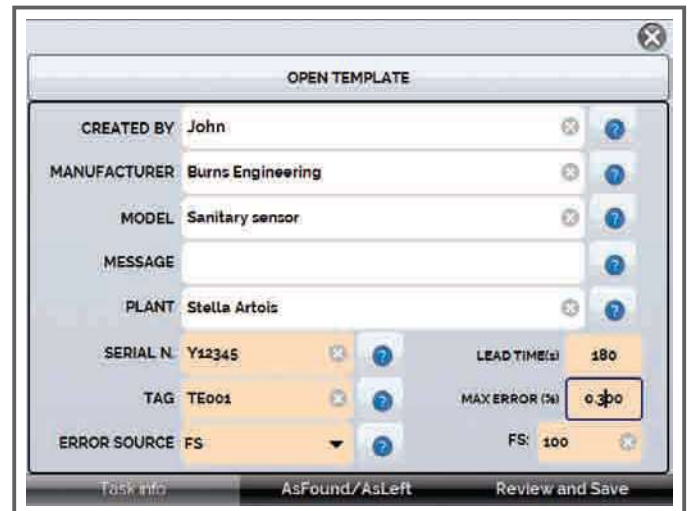 OPEN TEMPLATE
CREATED BY John
MANUFACTURER Burns Engineering
MODEL Sanitary sensor
MESSAGE
PLANT Stella Artois
SERIAL N. Y12345 LEAD TIME(s) 180
TAG TE001 MAX ERROR (%) 0.300
ERROR SOURCE FS FS: 100
Task info AsFound/AsLeft Review and Save